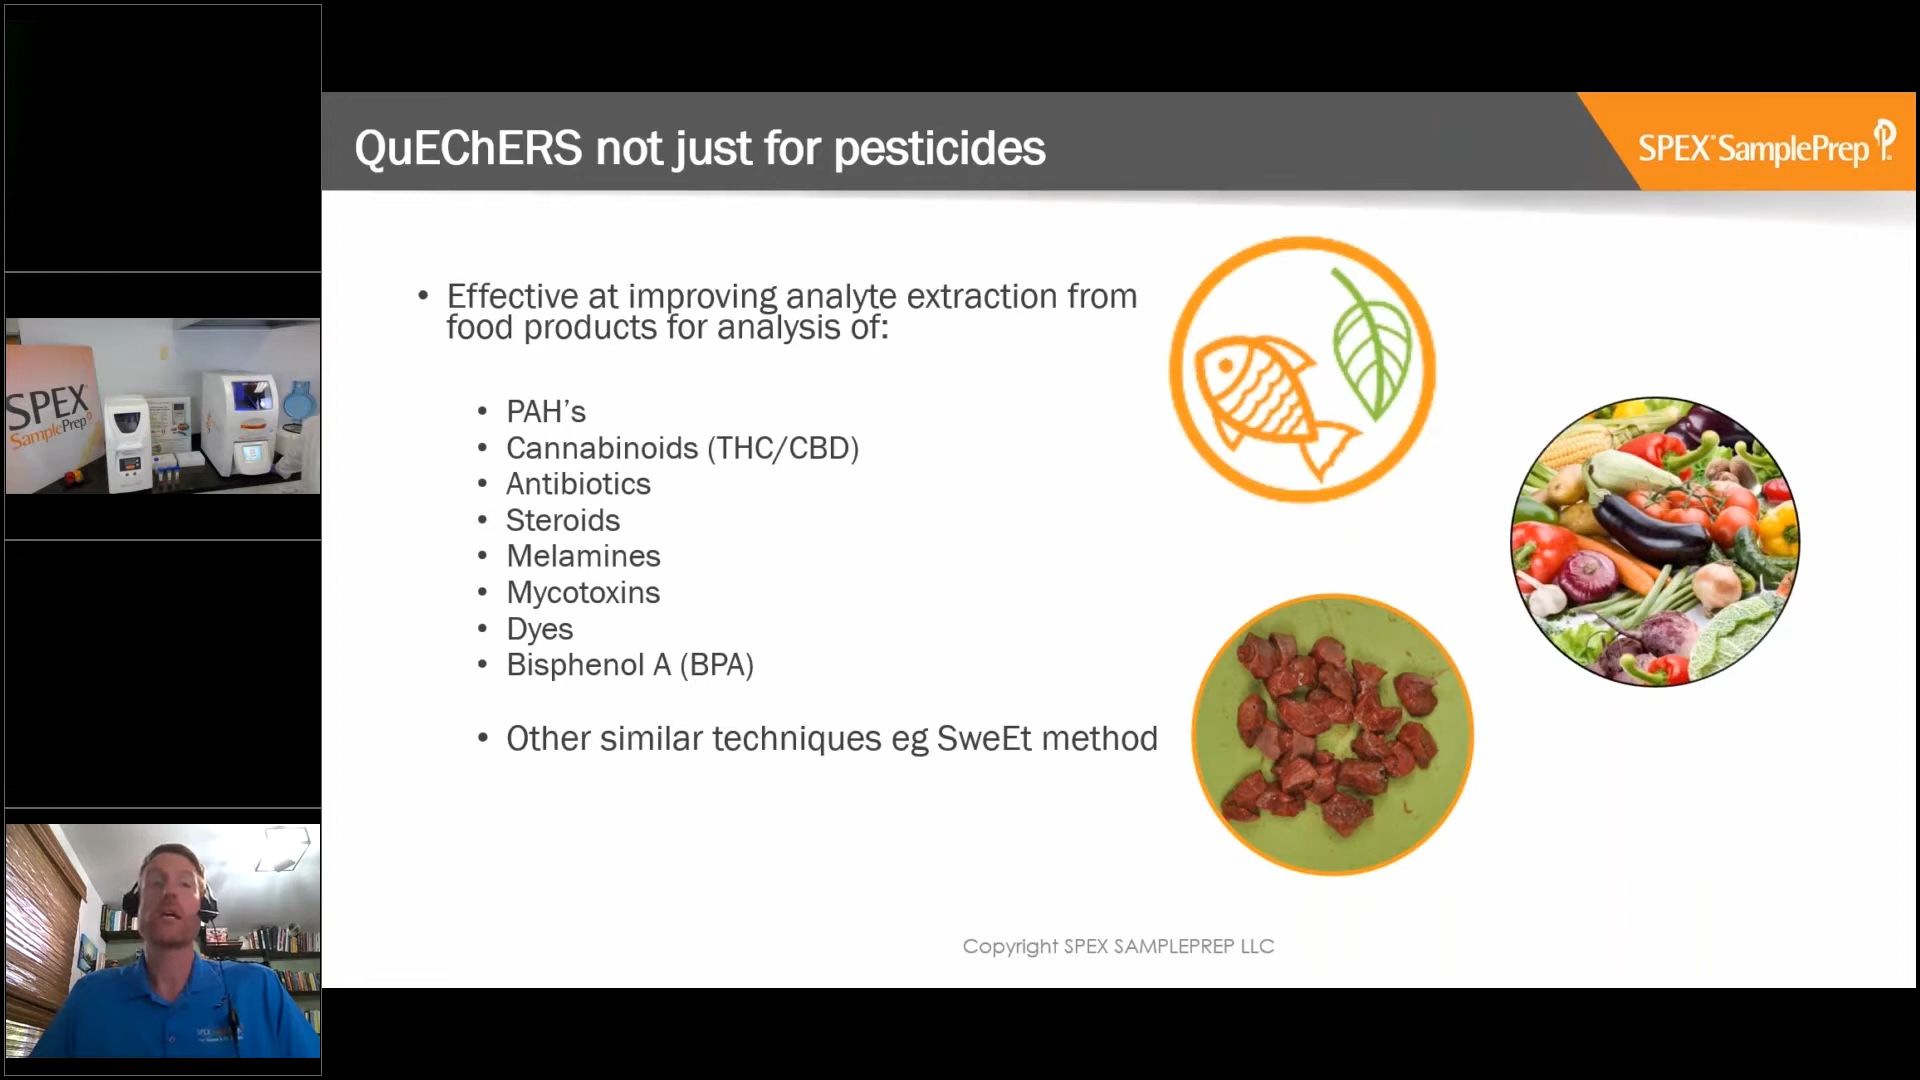 QuEChERS not just for pesticides
SPEX SamplePrep
• Effective at improving analyte extraction from
food products for analysis of:
• PAH's
• Cannabinoids (THC/CBD)
• Antibiotics
• Steroids
• Melamines
• Mycotoxins
• Dyes
• Bisphenol A (BPA)
• Other similar techniques eg SweEt method
Copyright SPEX SAMPLEPREP LLC
SPEX
SamplePrep
SPEX